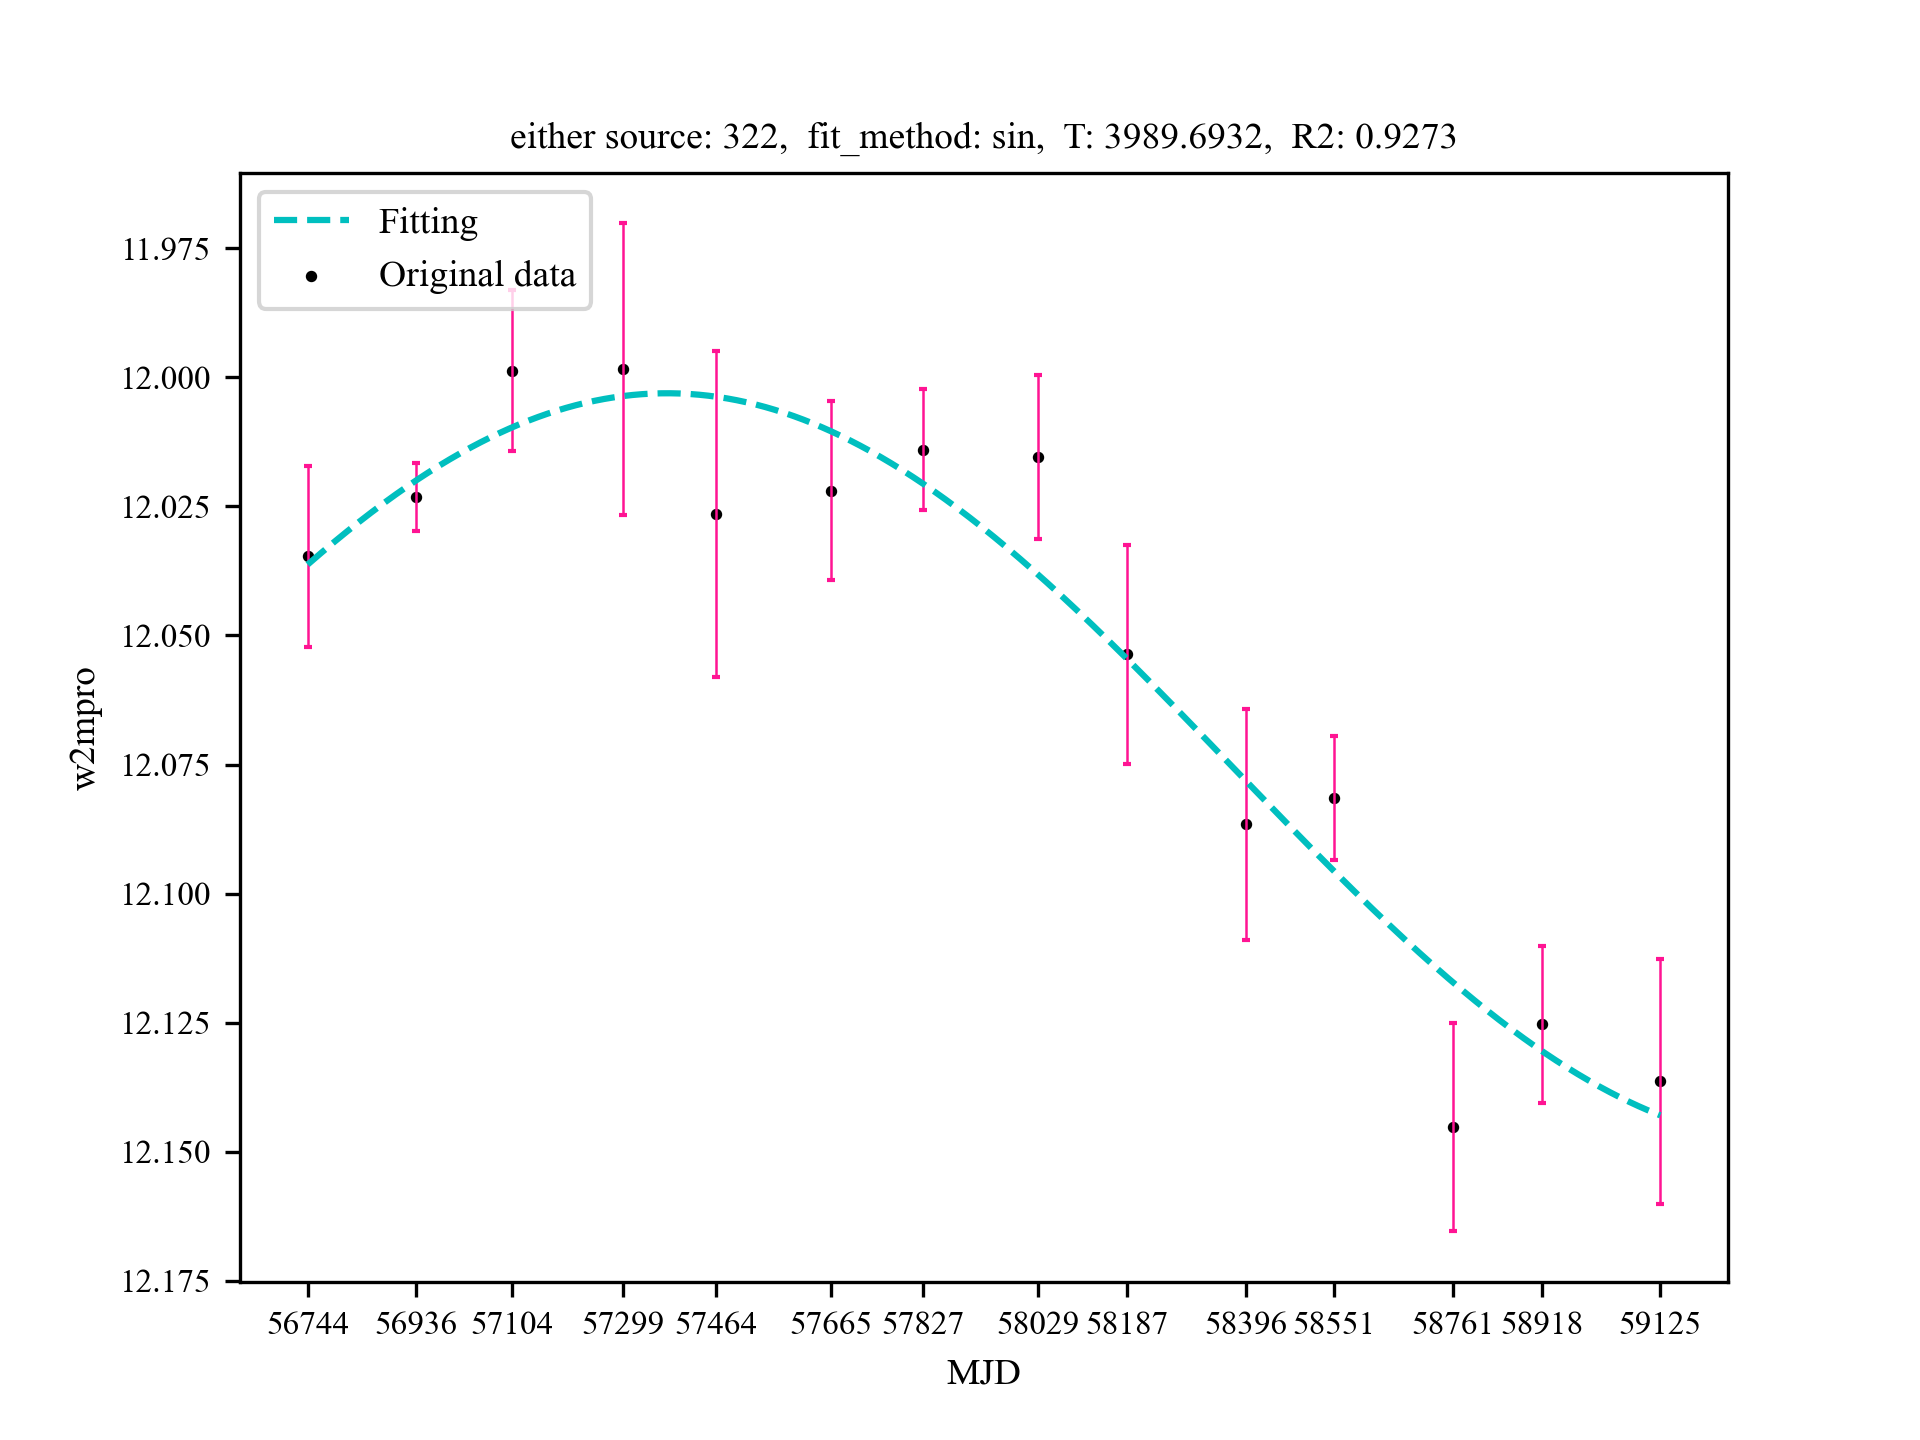 either source: 322,  fit_method: sin,  T: 3989.6932,  R2: 0.9273
Fitting
Original data
11.975
12.000
12.025
12.050
12.075
12.100
12.125
12.150
12.175
w2mpro
56744 56936 57104 57299 57464 57665 57827 58029 58187 58396 58551 58761 58918 59125
MJD